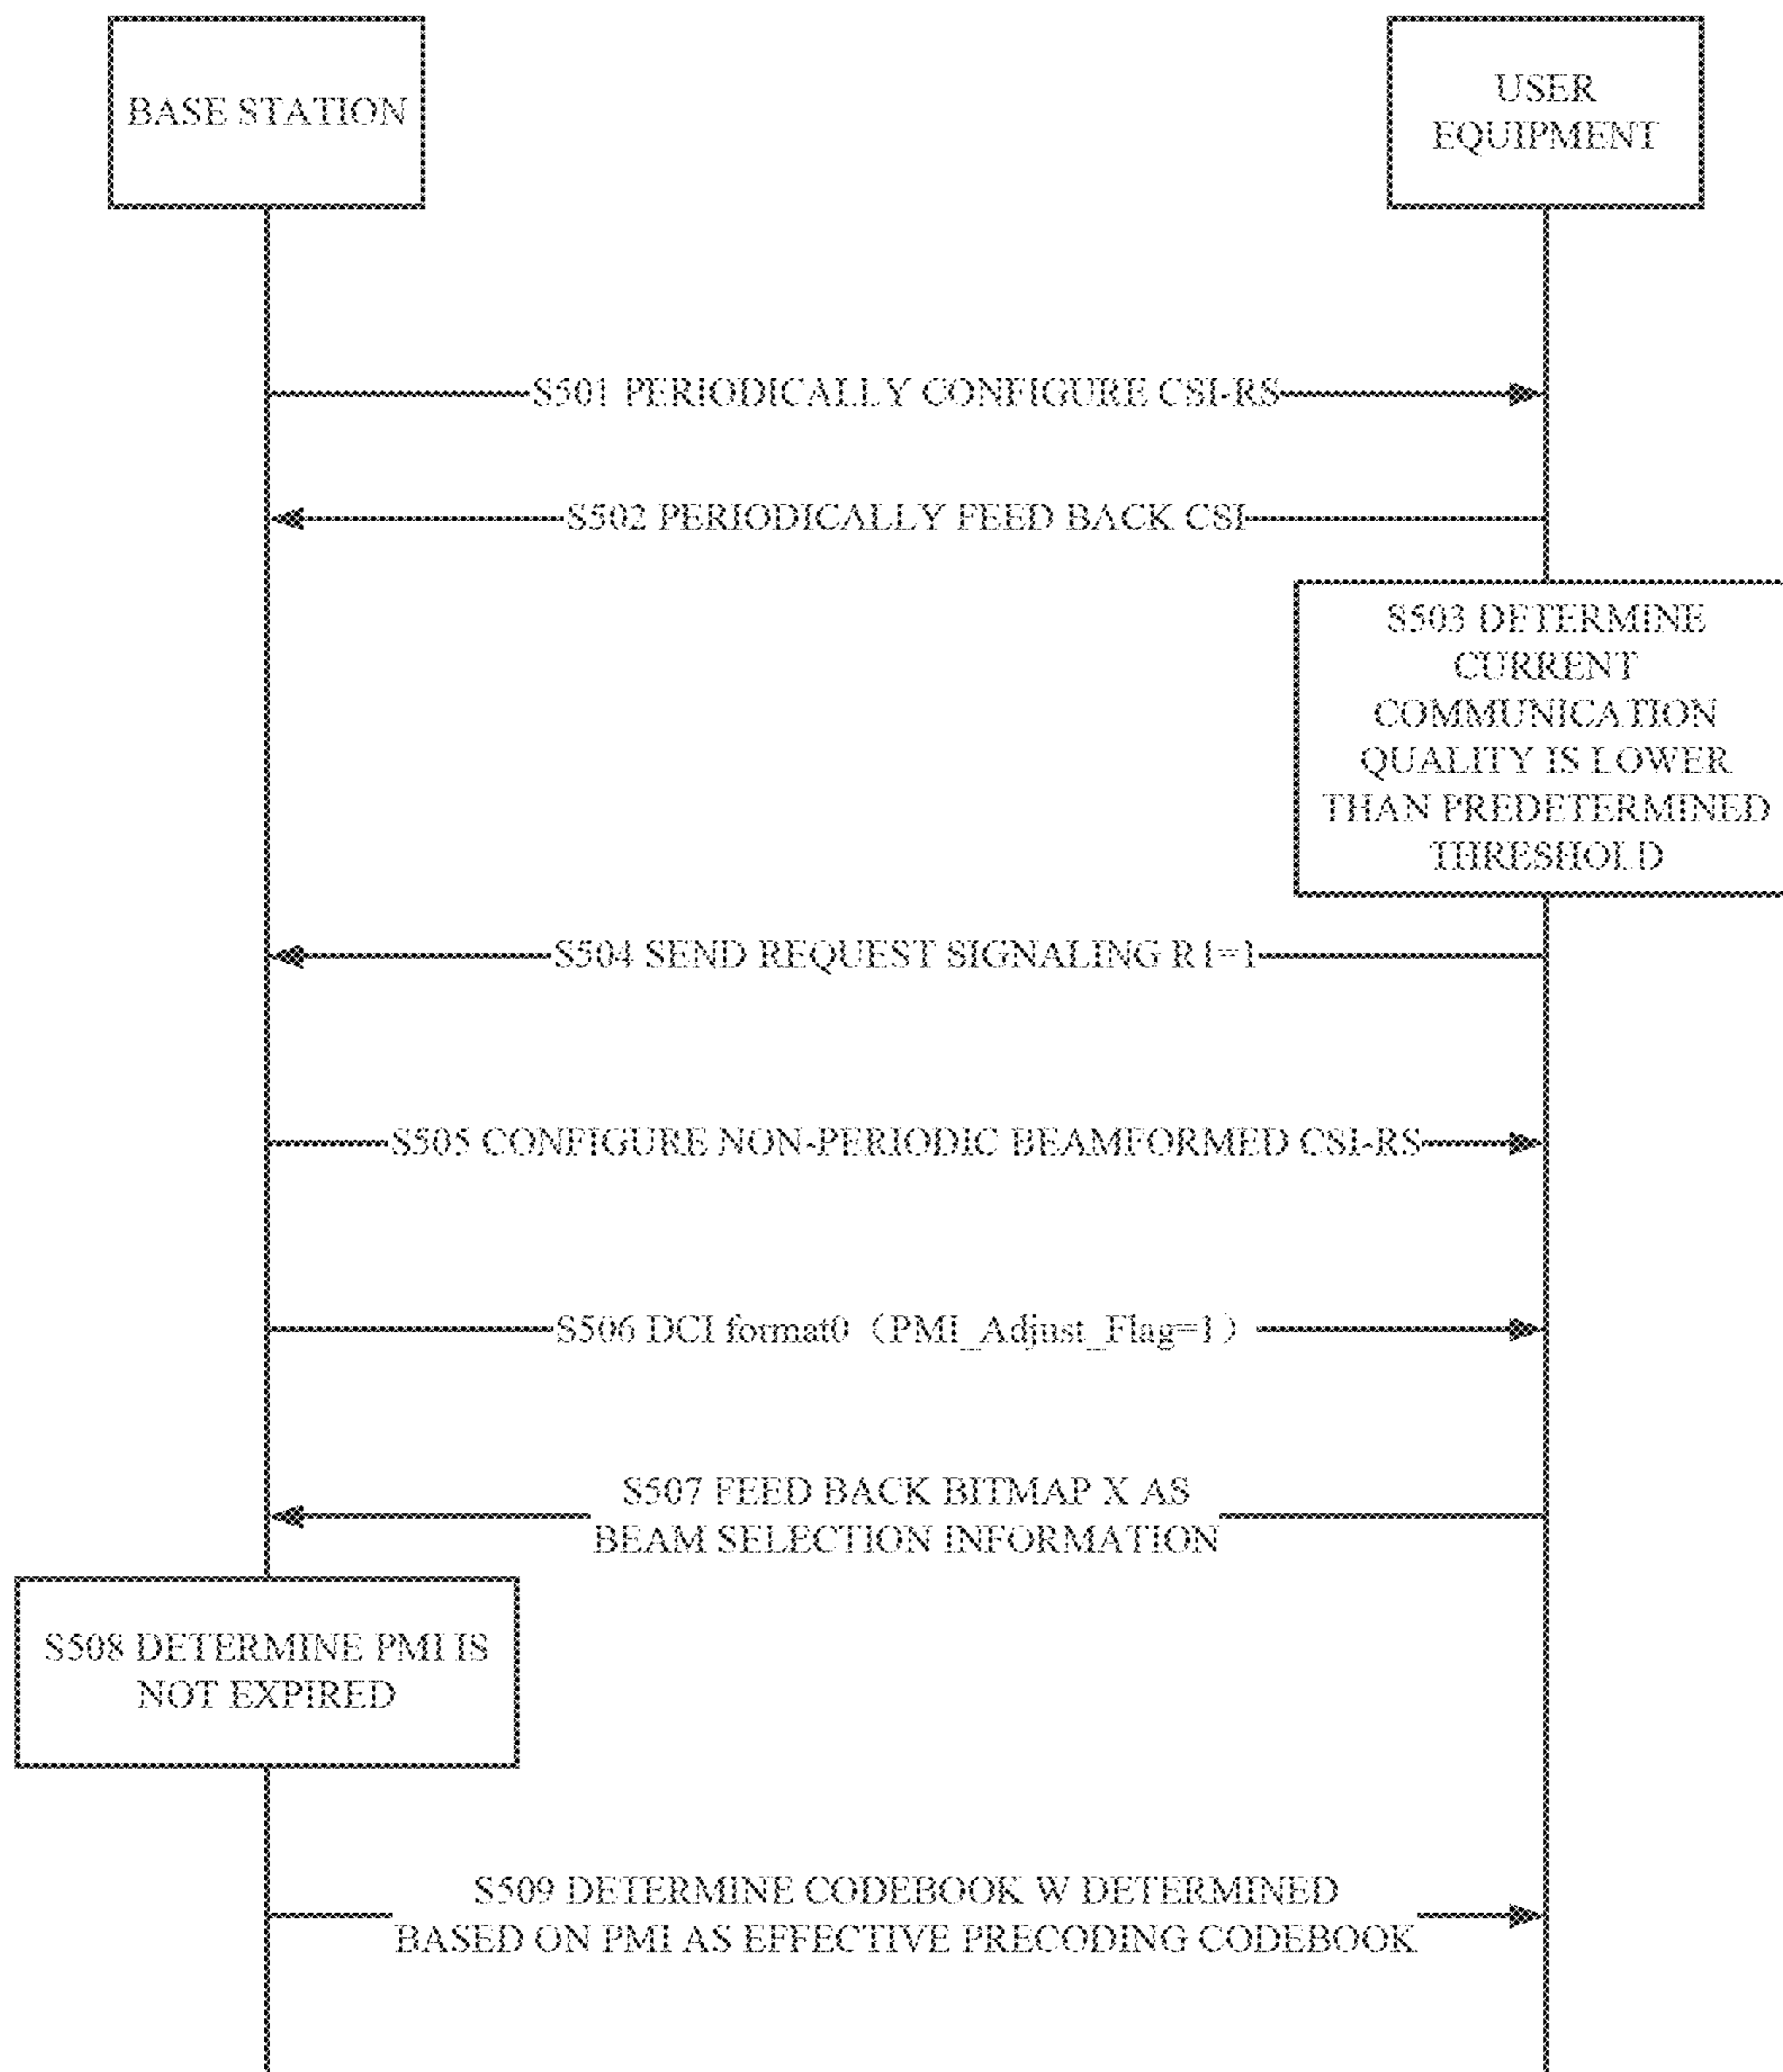 BASE STATION
USER
EQUIPMENT
S501 PERIODICALLY CONFIGURE CSI-RS
S502 PERIODICALLY FEED BACK CSI
S503 DETERMINE
CURRENT
COMMUNICATION
QUALITY IS LOWER
THAN PREDETERMINED
THRESHOLD
S504 SEND REQUEST SIGNALING R1=1
S505 CONFIGURE NON-PERIODIC BEAMFORMED CSI-RS
S506 DCI format0（PMI_Adjust_Flag=1）
S507 FEED BACK BITMAP X AS
BEAM SELECTION INFORMATION
S508 DETERMINE PMI IS
NOT EXPIRED
S509 DETERMINE CODEBOOK W DETERMINED
BASED ON PMI AS EFFECTIVE PRECODING CODEBOOK